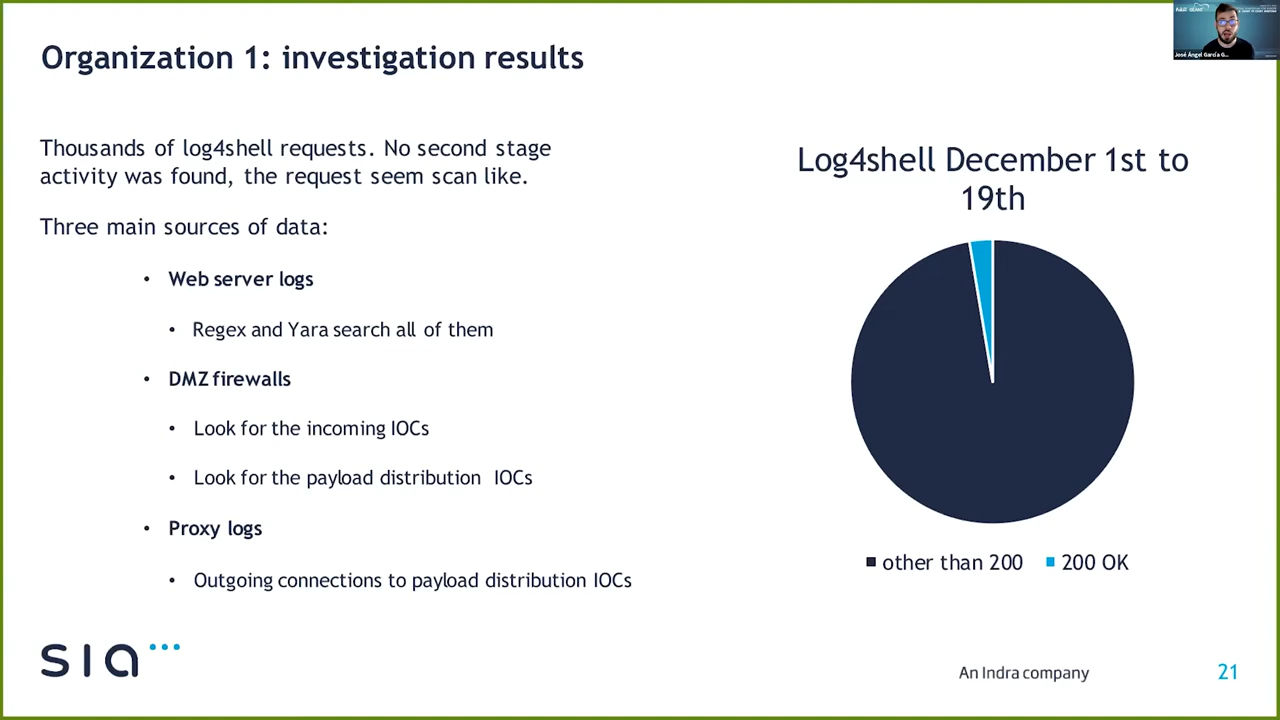 Organization 1: investigation results
José Ángel García G...
Thousands of log4shell requests. No second stage
activity was found, the request seem scan like.
Three main sources of data:
• Web server logs
• Regex and Yara search all of them
• DMZ firewalls
• Look for the incoming IOCs
• Look for the payload distribution IOCs
• Proxy logs
• Outgoing connections to payload distribution IOCs
Log4shell December 1st to
19th
other than 200
200 OK
sia
An Indra company
21